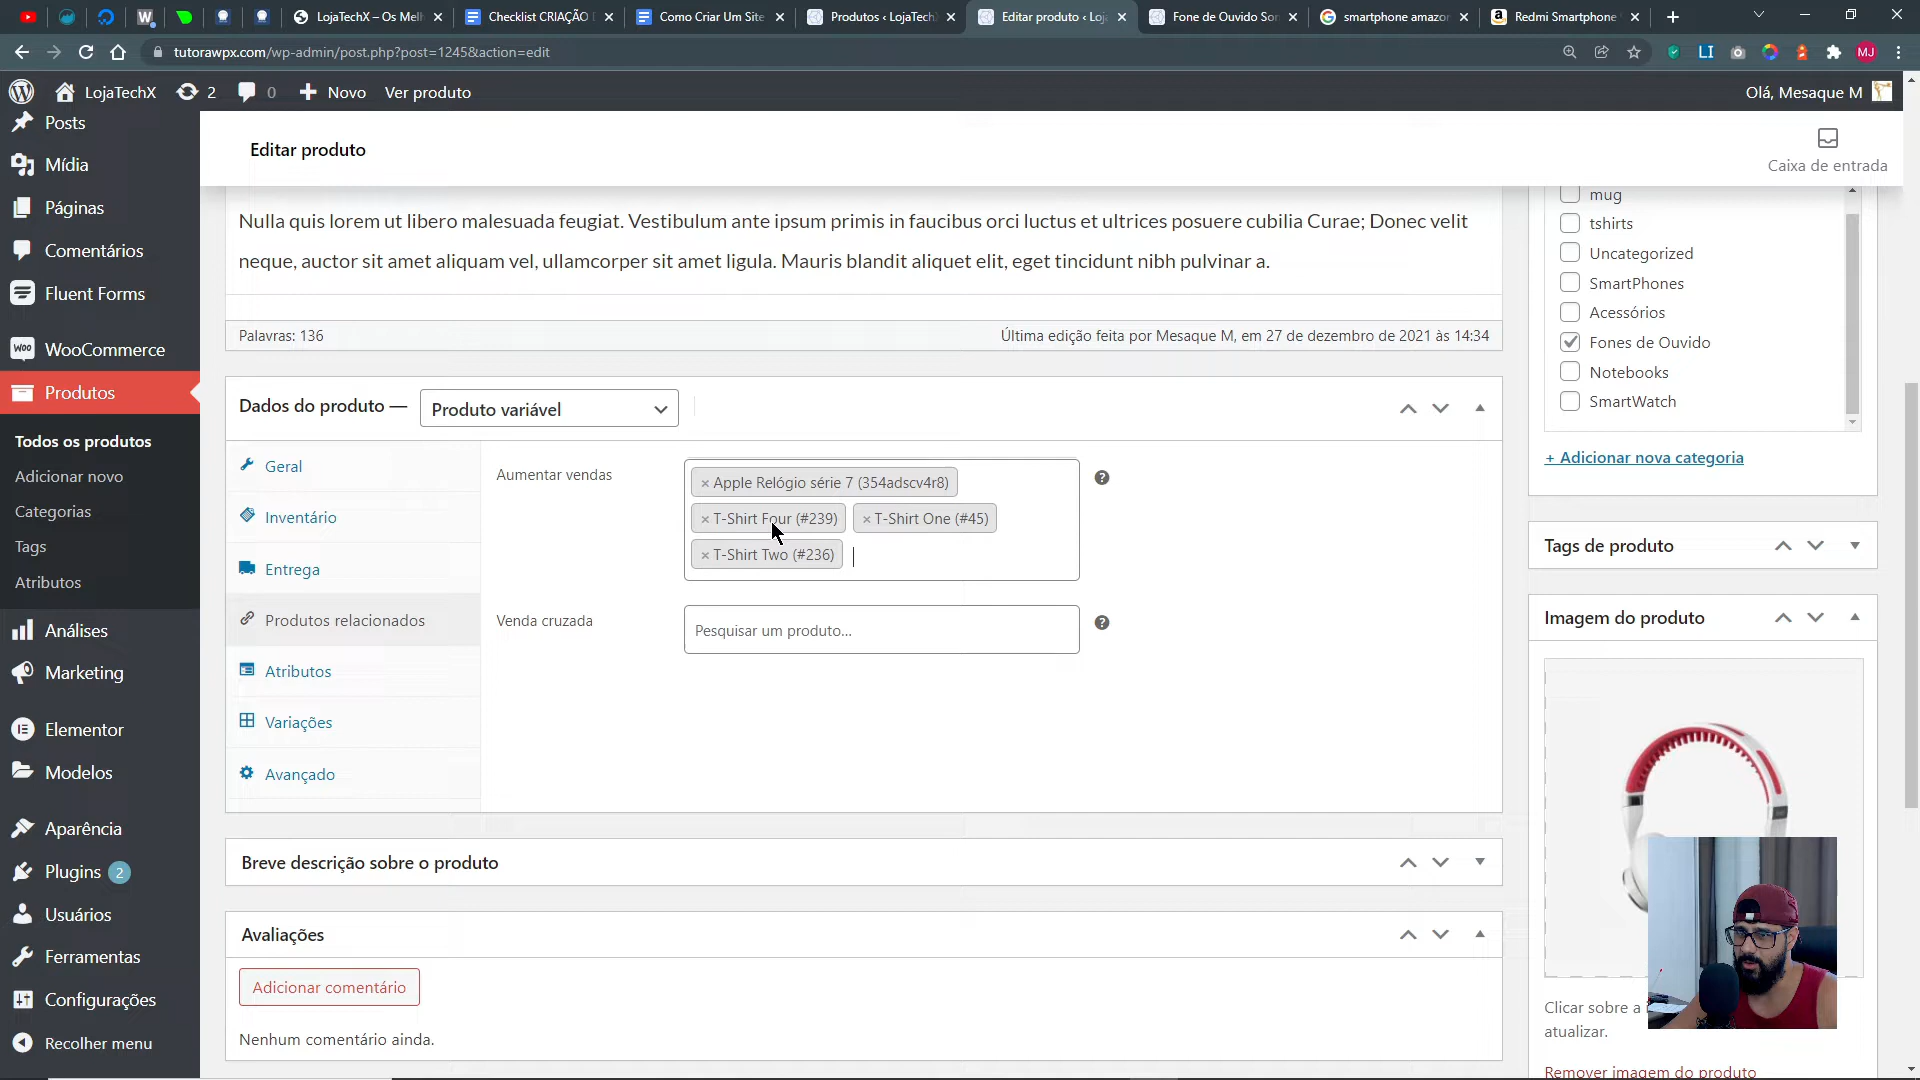 LojaTechX – Os Melh
Checklist CRIAÇÃO
Como Criar Um Site
Produtos ‹ LojaTech
Editar produto ‹ Loj
Fone de Ouvido Son
smartphone amazor
Redmi Smartphone
tutorawpx.com/wp-admin/post.php?post=1245&action=edit
LI
MJ
LojaTechX
2
0
Novo
Ver produto
Olá, Mesaque M
Posts
Mídia
Páginas
Comentários
Fluent Forms
WooCommerce
Produtos
Todos os produtos
Adicionar novo
Categorias
Tags
Atributos
Análises
Marketing
Elementor
Modelos
Aparência
Plugins 2
Usuários
Ferramentas
Configurações
Recolher menu
Editar produto
Caixa de entrada
Nulla quis lorem ut libero malesuada feugiat. Vestibulum ante ipsum primis in faucibus orci luctus et ultrices posuere cubilia Curae; Donec velit
neque, auctor sit amet aliquam vel, ullamcorper sit amet ligula. Mauris blandit aliquet elit, eget tincidunt nibh pulvinar a.
Palavras: 136
Última edição feita por Mesaque M, em 27 de dezembro de 2021 às 14:34
Dados do produto —
Produto variável
Geral
Inventário
Entrega
Produtos relacionados
Atributos
Variações
Avançado
Aumentar vendas
× Apple Relógio série 7 (354adscv4r8)
× T-Shirt Four (#239)
× T-Shirt One (#45)
× T-Shirt Two (#236)
Venda cruzada
Pesquisar um produto...
Breve descrição sobre o produto
Avaliações
Adicionar comentário
Nenhum comentário ainda.
mug
tshirts
Uncategorized
SmartPhones
Acessórios
Fones de Ouvido
Notebooks
SmartWatch
+ Adicionar nova categoria
Tags de produto
Imagem do produto
Clicar sobre a
atualizar.
Remover imagem do produto